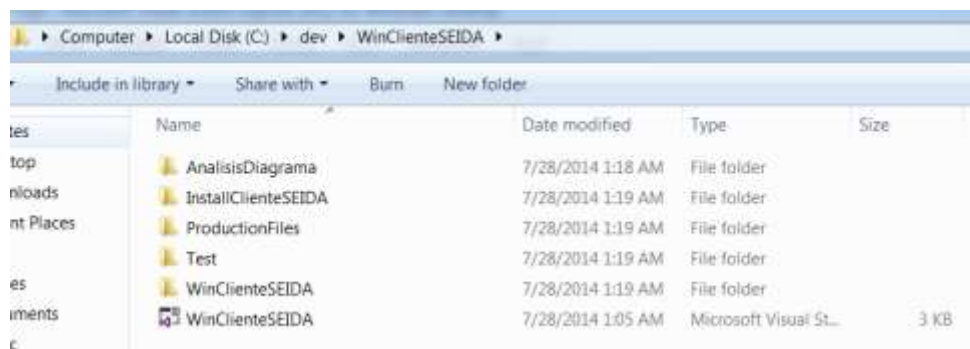 Computer ▸ Local Disk (C:) ▸ dev ▸ WinClienteSEIDA ▸
Include in library Share with Burn New folder
Name Date modified Type Size
AnalisisDiagrama 7/28/2014 1:18 AM File folder
InstallClienteSEIDA 7/28/2014 1:19 AM File folder
ProductionFiles 7/28/2014 1:19 AM File folder
Test 7/28/2014 1:19 AM File folder
WinClienteSEIDA 7/28/2014 1:19 AM File folder
WinClienteSEIDA 7/28/2014 1:05 AM Microsoft Visual St... 3 KB
tes
top
nloads
nt Places
es
uments